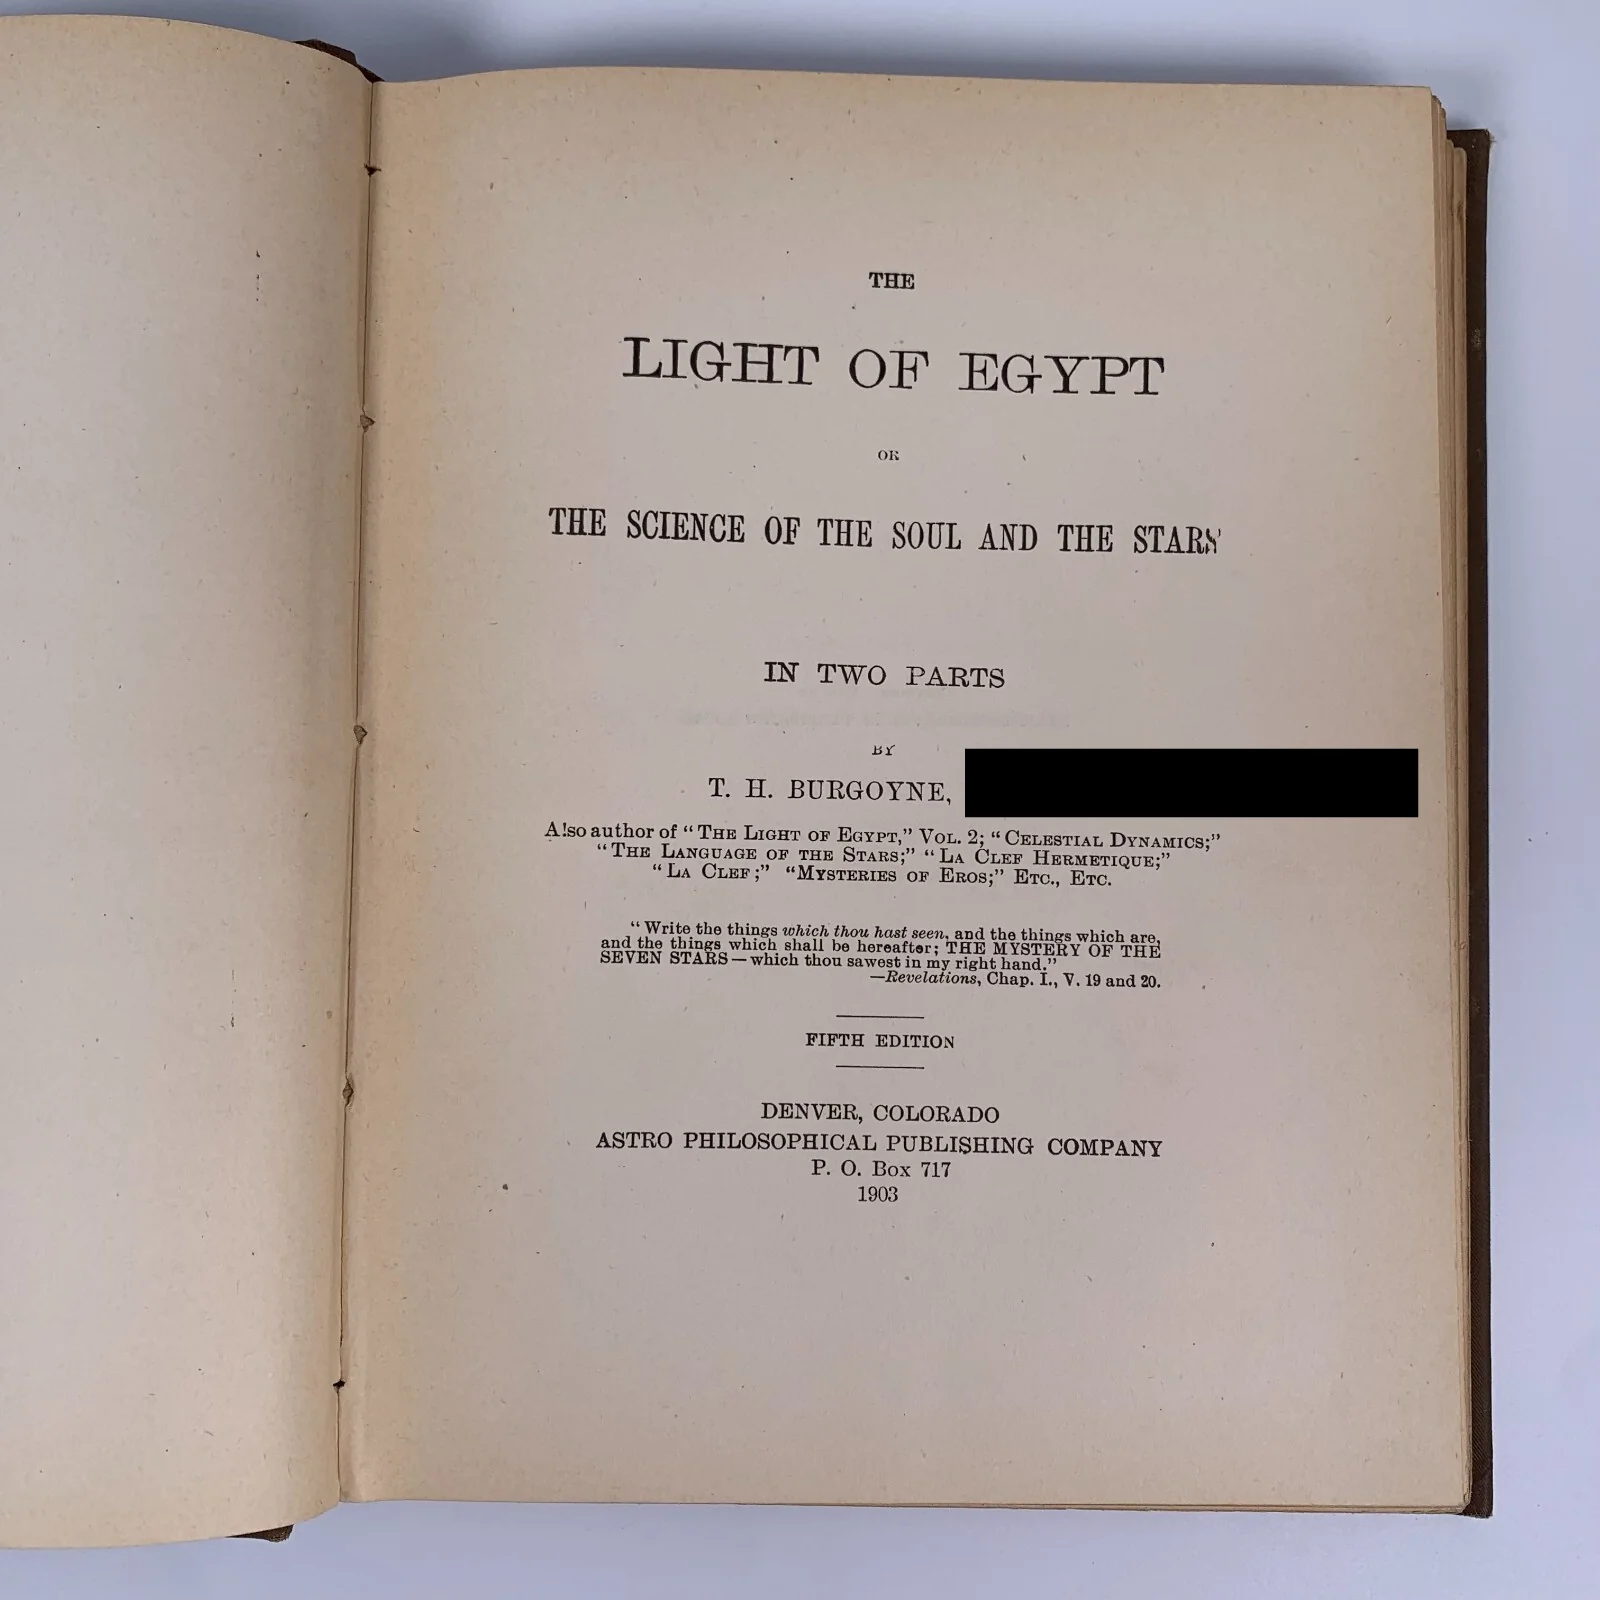 THE
LIGHT OF EGYPT
OR
THE SCIENCE OF THE SOUL AND THE STARS
IN TWO PARTS
BY
T. H. BURGOYNE,
Also author of "THE LIGHT OF EGYPT," VOL. 2; "CELESTIAL DYNAMICS;"
"THE LANGUAGE OF THE STARS;" "LA CLEF HERMETIQUE;"
"LA CLEF;" "MYSTERIES OF EROS;" ETC., ETC.
"Write the things which thou hast seen, and the things which are,
and the things which shall be hereafter; THE MYSTERY OF THE
SEVEN STARS—which thou sawest in my right hand."
—Revelations, Chap. I., V. 19 and 20.
FIFTH EDITION
DENVER, COLORADO
ASTRO PHILOSOPHICAL PUBLISHING COMPANY
P. O. Box 717
1903